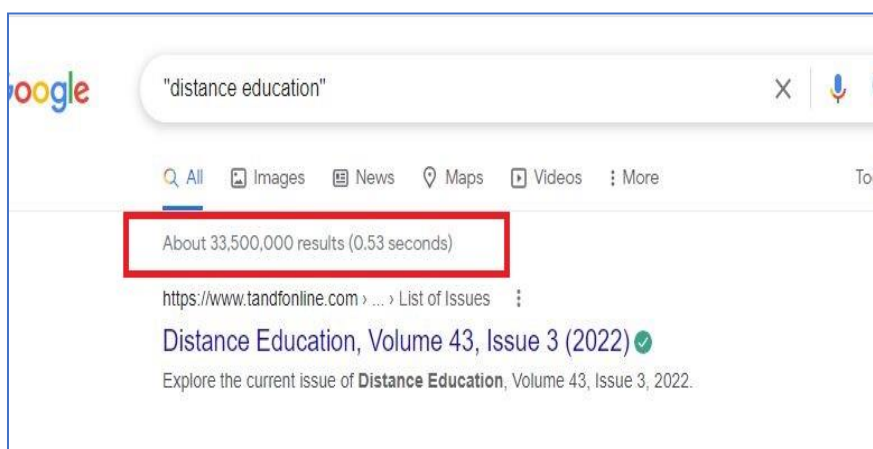 oogle
"distance education"
All Images News Maps Videos More To
About 33,500,000 results (0.53 seconds)
https://www.tandfonline.com › ... › List of Issues
Distance Education, Volume 43, Issue 3 (2022)
Explore the current issue of Distance Education, Volume 43, Issue 3, 2022.